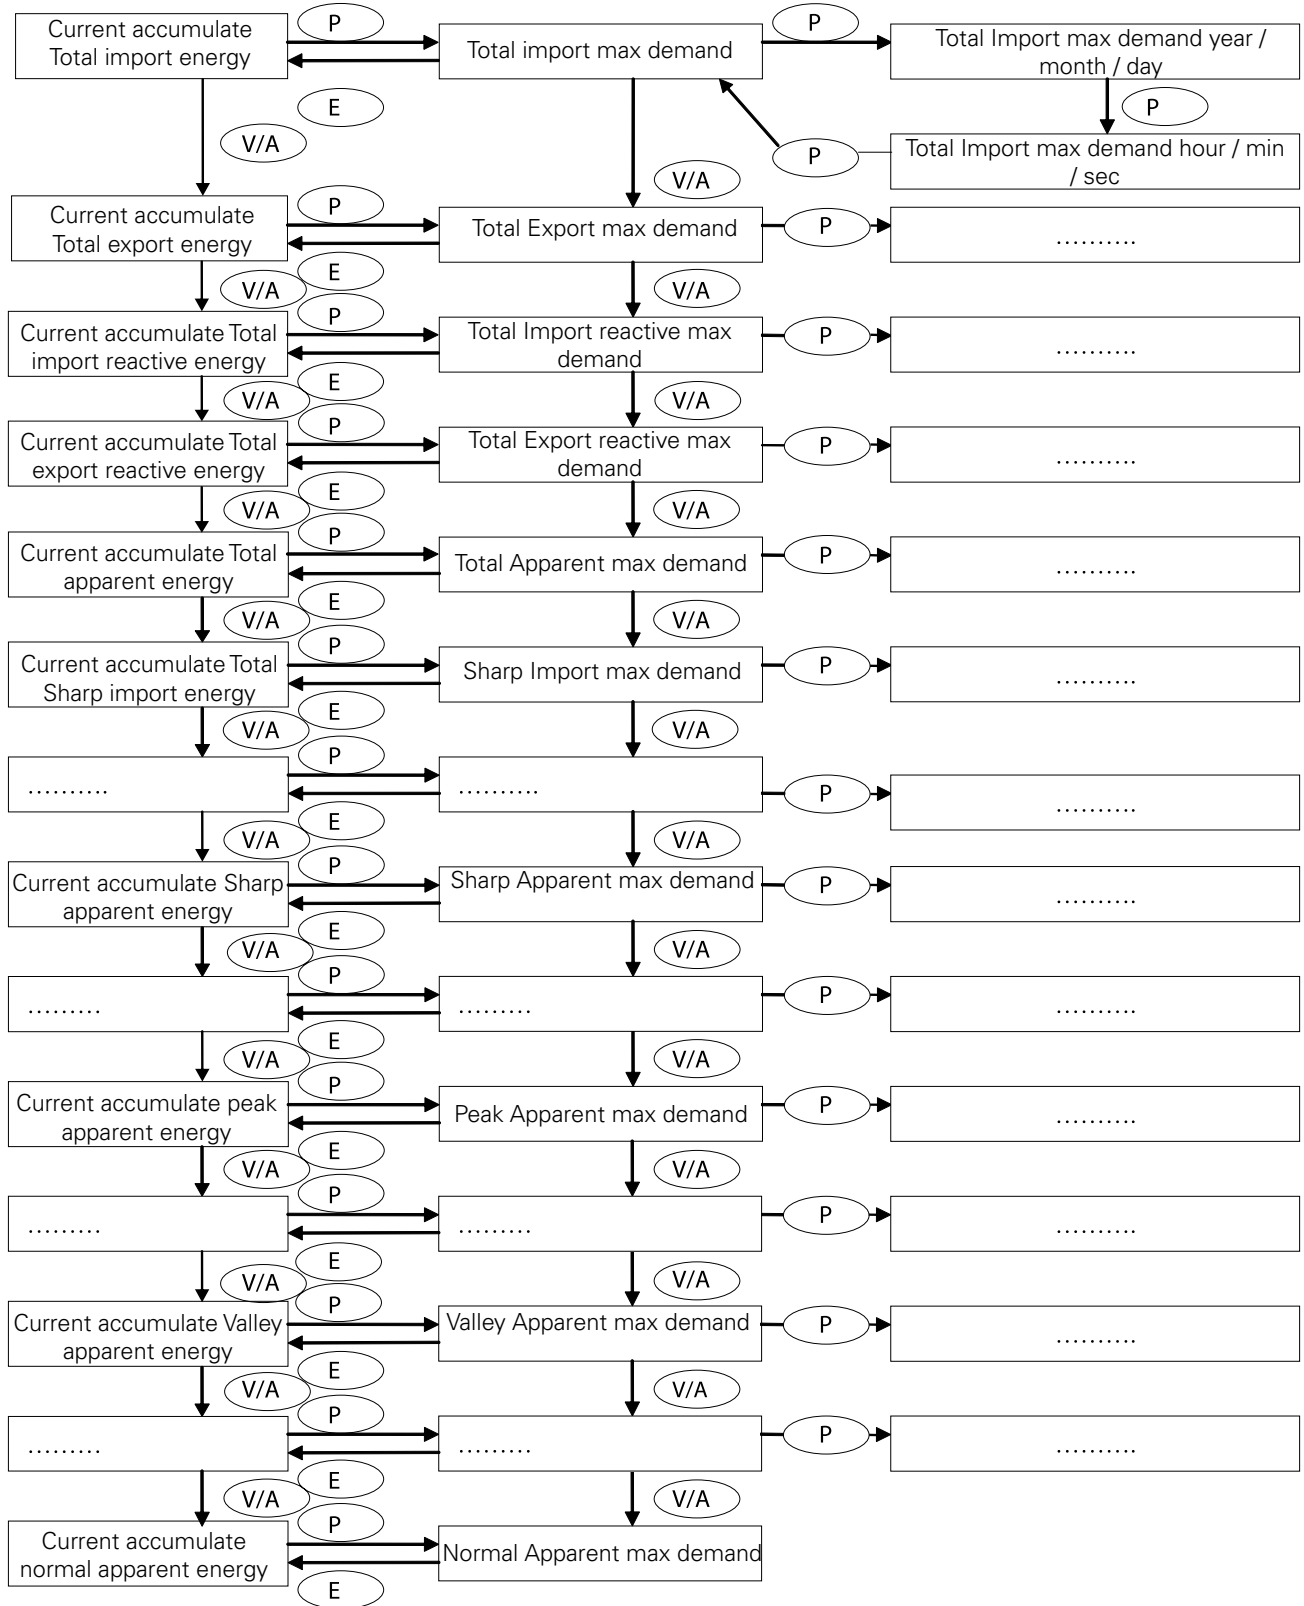 Current accumulate
Total import energy
P
E
Total import max demand
P
Total Import max demand year /
month / day
P
Total Import max demand hour / min
/ sec
P
V/A
V/A
Current accumulate
Total export energy
P
E
Total Export max demand
P
..........
V/A
V/A
Current accumulate Total
import reactive energy
P
E
Total Import reactive max
demand
P
..........
V/A
V/A
Current accumulate Total
export reactive energy
P
E
Total Export reactive max
demand
P
..........
V/A
V/A
Current accumulate Total
apparent energy
P
E
Total Apparent max demand
P
..........
V/A
V/A
Current accumulate Total
Sharp import energy
P
E
Sharp Import max demand
P
..........
V/A
V/A
..........
P
E
..........
P
..........
V/A
V/A
Current accumulate Sharp
apparent energy
P
E
Sharp Apparent max demand
P
..........
V/A
V/A
.........
P
E
.........
P
..........
V/A
V/A
Current accumulate peak
apparent energy
P
E
Peak Apparent max demand
P
..........
V/A
V/A
.........
P
E
.........
P
..........
V/A
V/A
Current accumulate Valley
apparent energy
P
E
Valley Apparent max demand
P
..........
V/A
V/A
.........
P
E
.........
P
..........
V/A
V/A
Current accumulate
normal apparent energy
P
E
Normal Apparent max demand